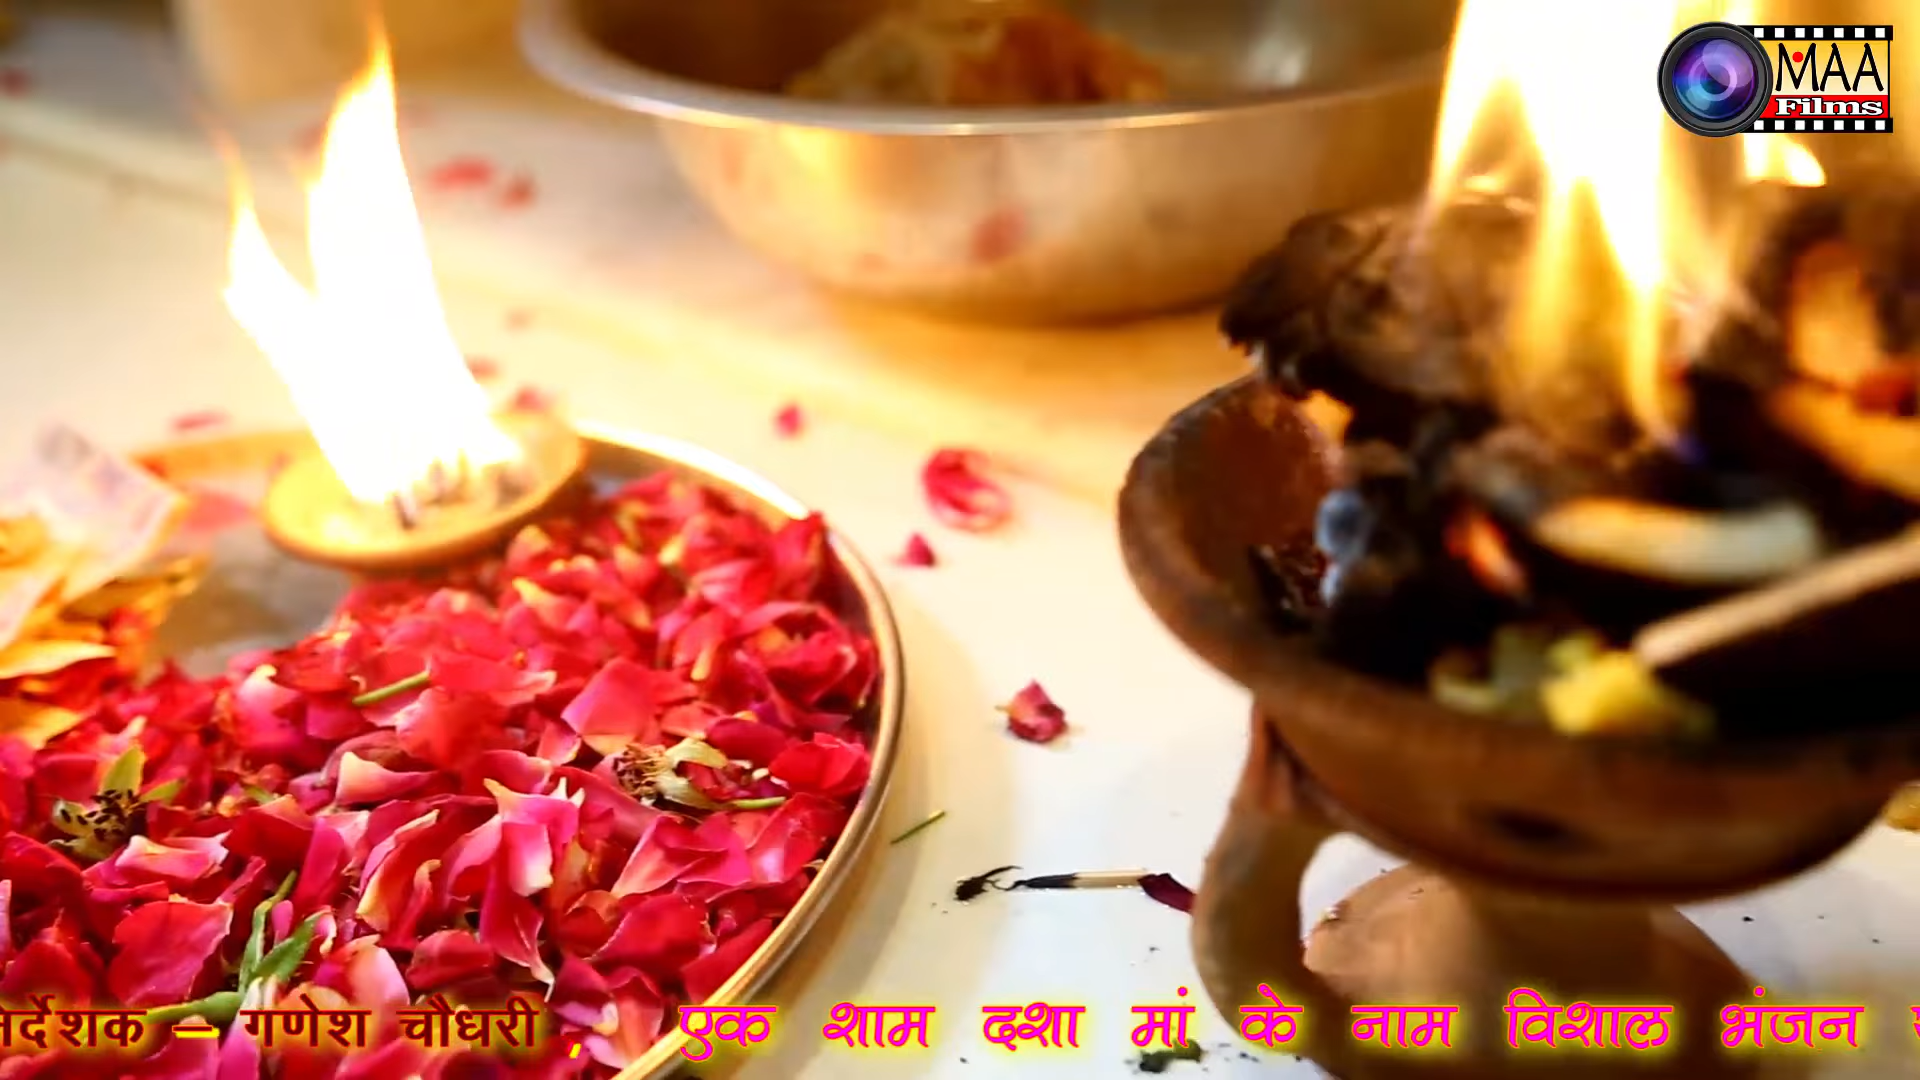 MAA
Films
र्देशक – गणेश चौधरी , एक शाम दशा मां के नाम विशाल भंजन